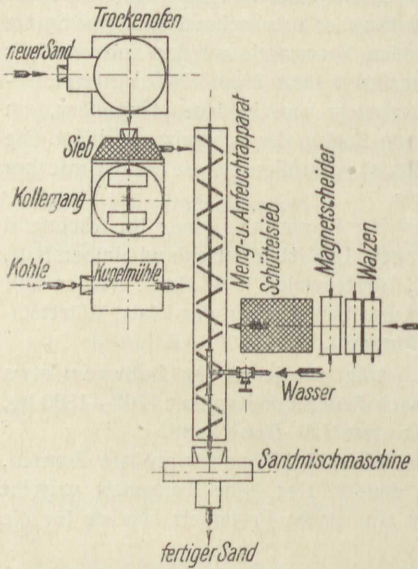 Trockenofen
neuer Sand
Sieb
Kollergang
Kohle
Kugelmühle
Meng-u. Anfeuchtapparat
Schüttelsieb
Magnetscheider
Walzen
Wasser
Sandmischmaschine
fertiger Sand